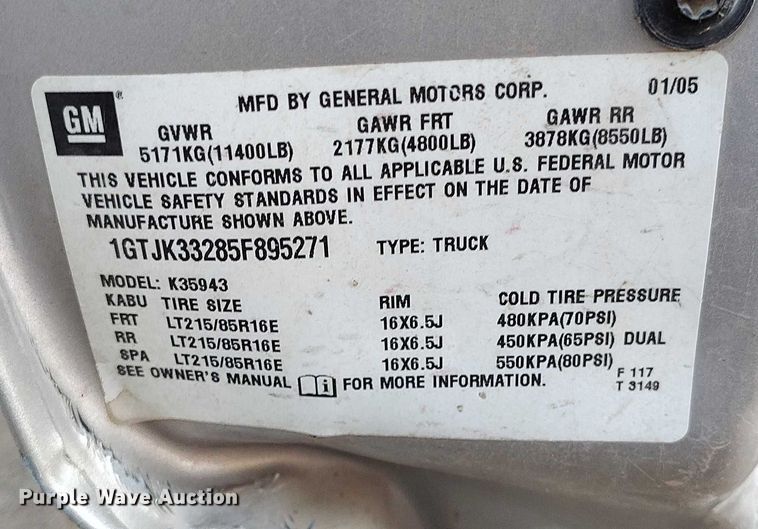 GM®
MFD BY GENERAL MOTORS CORP. 01/05
GVWR GAWR FRT GAWR RR
5171KG(11400LB) 2177KG(4800LB) 3878KG(8550LB)
THIS VEHICLE CONFORMS TO ALL APPLICABLE U.S. FEDERAL MOTOR
VEHICLE SAFETY STANDARDS IN EFFECT ON THE DATE OF
MANUFACTURE SHOWN ABOVE.
1GTJK33285F895271 TYPE: TRUCK
MODEL: K35943
KABU TIRE SIZE RIM COLD TIRE PRESSURE
FRT LT215/85R16E 16X6.5J 480KPA(70PSI)
RR LT215/85R16E 16X6.5J 450KPA(65PSI) DUAL
SPA LT215/85R16E 16X6.5J 550KPA(80PSI)
SEE OWNER'S MANUAL i FOR MORE INFORMATION.
F 117
T 3149
Purple Wave Auction